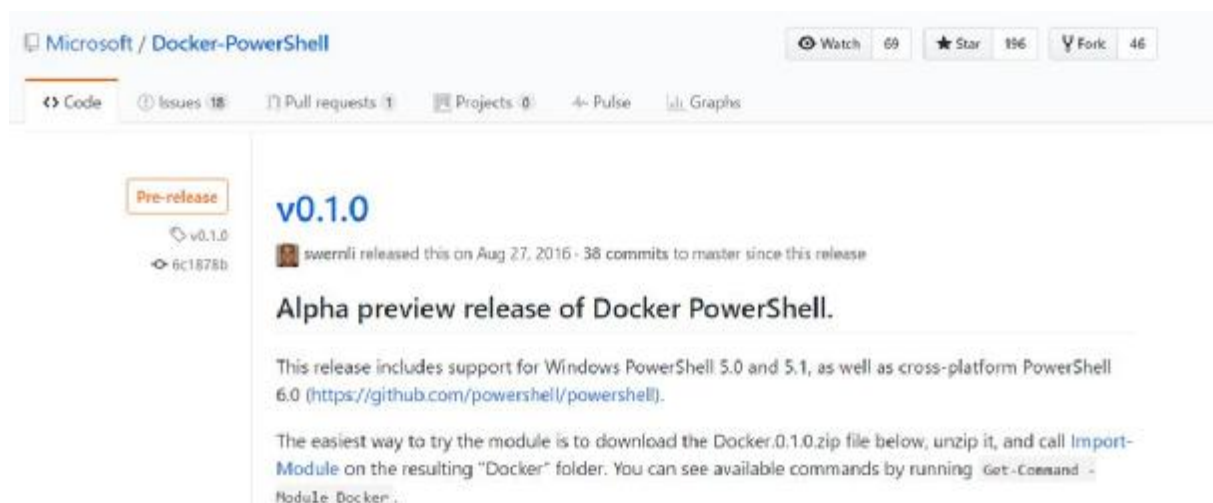 Microsoft / Docker-PowerShell
Watch 69 Star 196 Fork 46
Code Issues 18 Pull requests 1 Projects 0 Pulse Graphs
Pre-release
v0.1.0
6c1878b
v0.1.0
swernli released this on Aug 27, 2016 · 38 commits to master since this release
Alpha preview release of Docker PowerShell.
This release includes support for Windows PowerShell 5.0 and 5.1, as well as cross-platform PowerShell
6.0 (https://github.com/powershell/powershell).
The easiest way to try the module is to download the Docker.0.1.0.zip file below, unzip it, and call Import-
Module on the resulting "Docker" folder. You can see available commands by running Get-Command -
Module Docker.